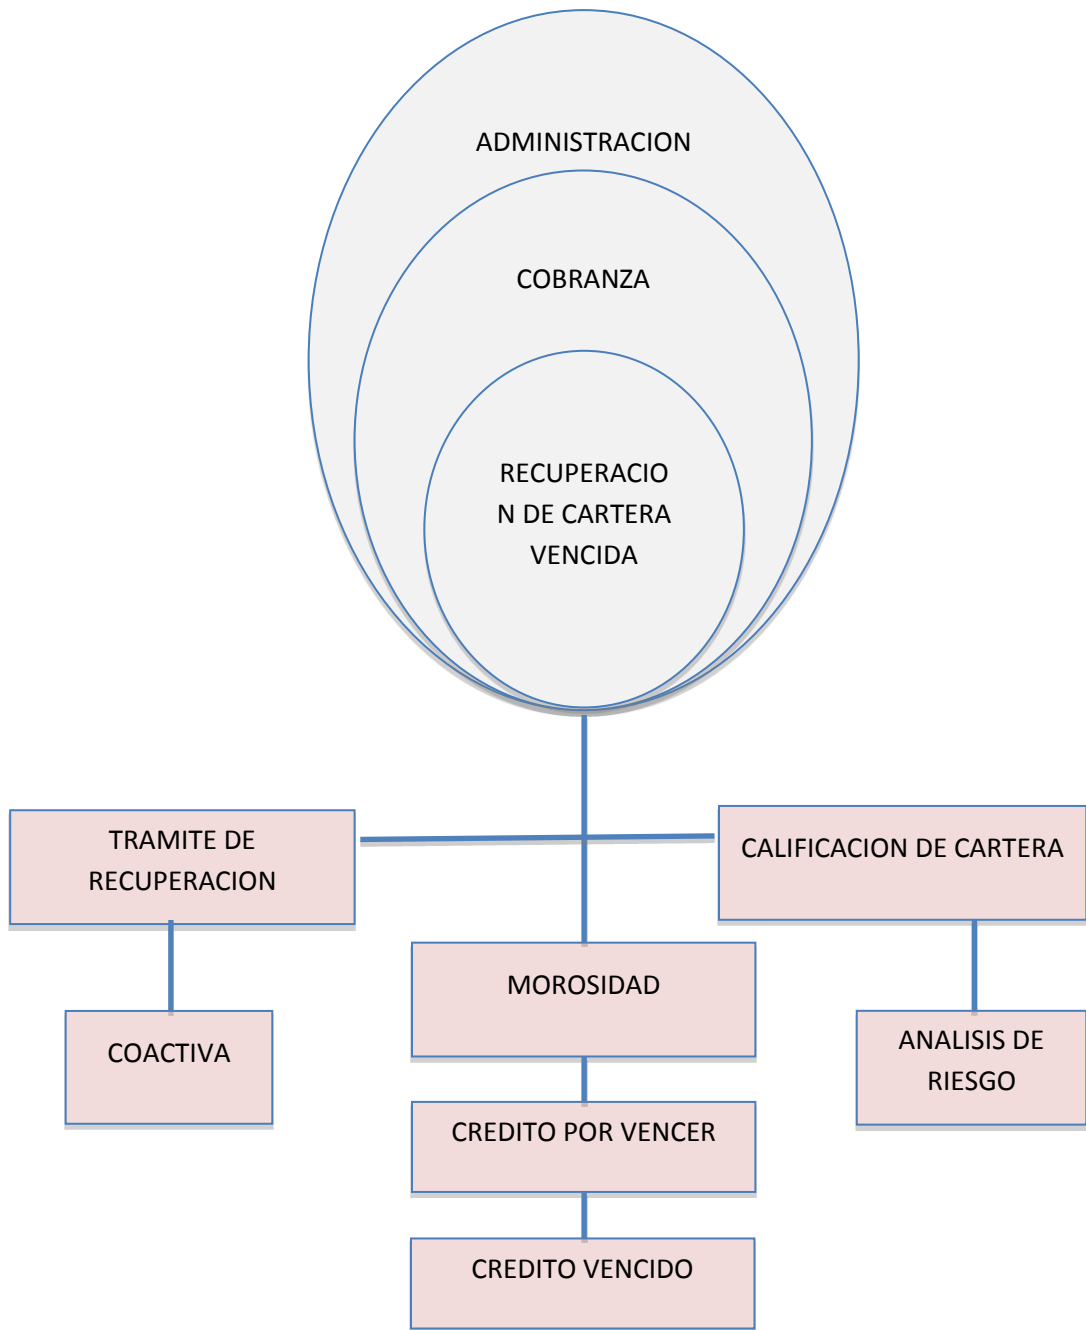 ADMINISTRACION
COBRANZA
RECUPERACIO
N DE CARTERA
VENCIDA
TRAMITE DE
RECUPERACION
CALIFICACION DE CARTERA
MOROSIDAD
COACTIVA
ANALISIS DE
RIESGO
CREDITO POR VENCER
CREDITO VENCIDO